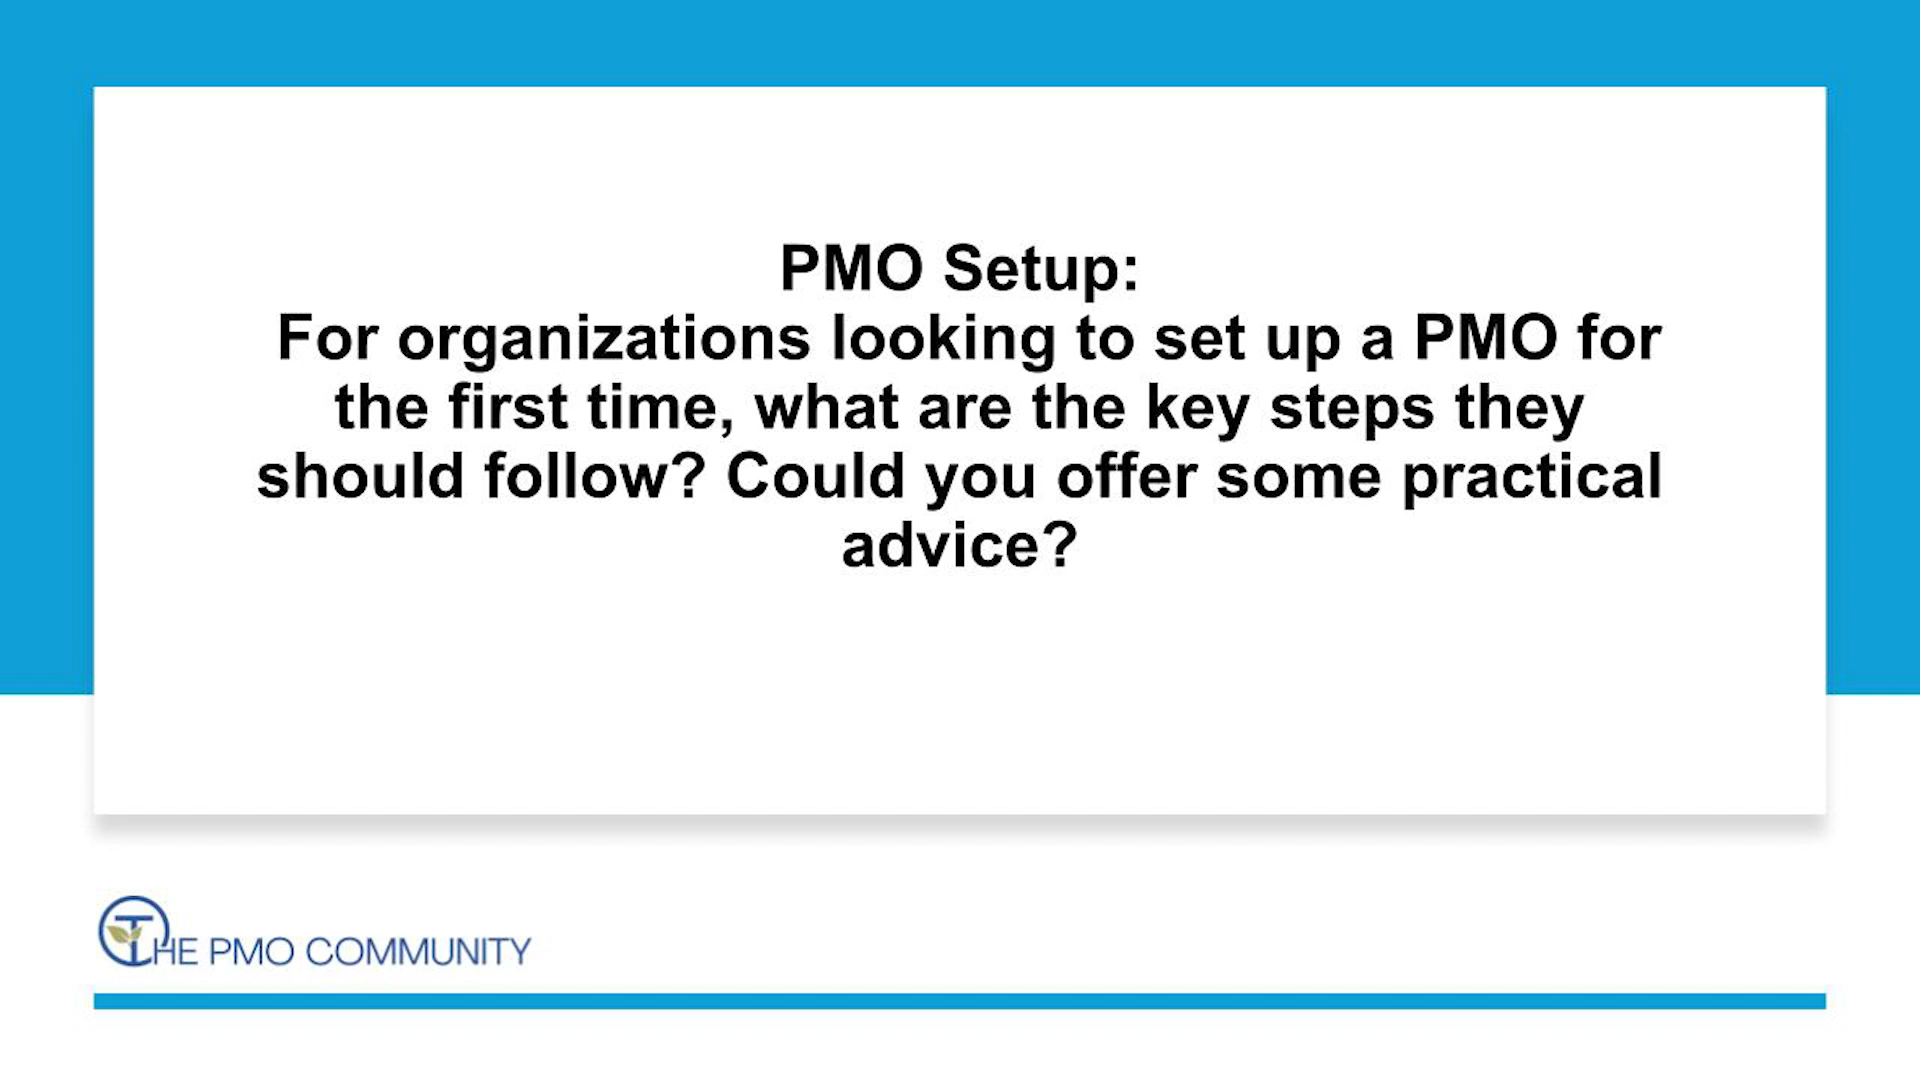 PMO Setup:
For organizations looking to set up a PMO for
the first time, what are the key steps they
should follow? Could you offer some practical
advice?
THE PMO COMMUNITY